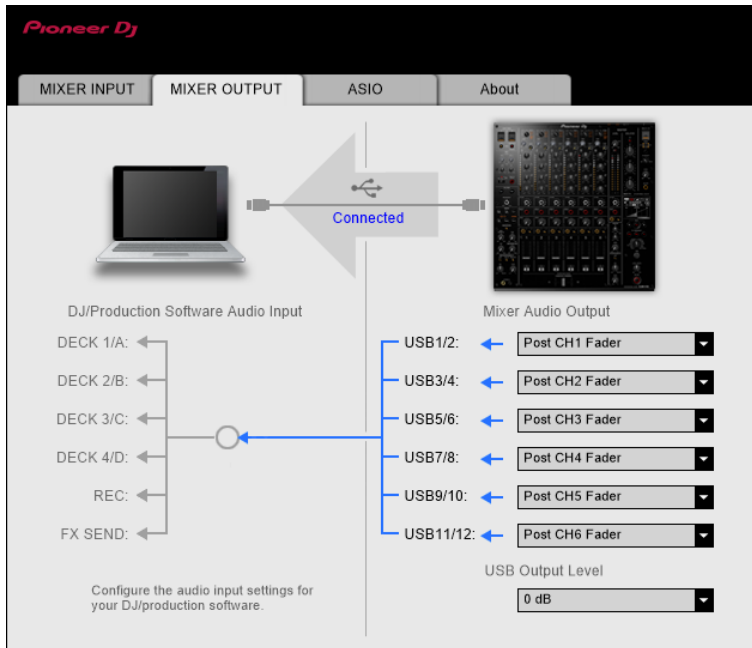 Pioneer Dj
MIXER INPUT
MIXER OUTPUT
ASIO
About
Connected
DJ/Production Software Audio Input
Mixer Audio Output
DECK 1/A:
DECK 2/B:
DECK 3/C:
DECK 4/D:
REC:
FX SEND:
USB1/2:
Post CH1 Fader
USB3/4:
Post CH2 Fader
USB5/6:
Post CH3 Fader
USB7/8:
Post CH4 Fader
USB9/10:
Post CH5 Fader
USB11/12:
Post CH6 Fader
USB Output Level
0 dB
Configure the audio input settings for
your DJ/production software.